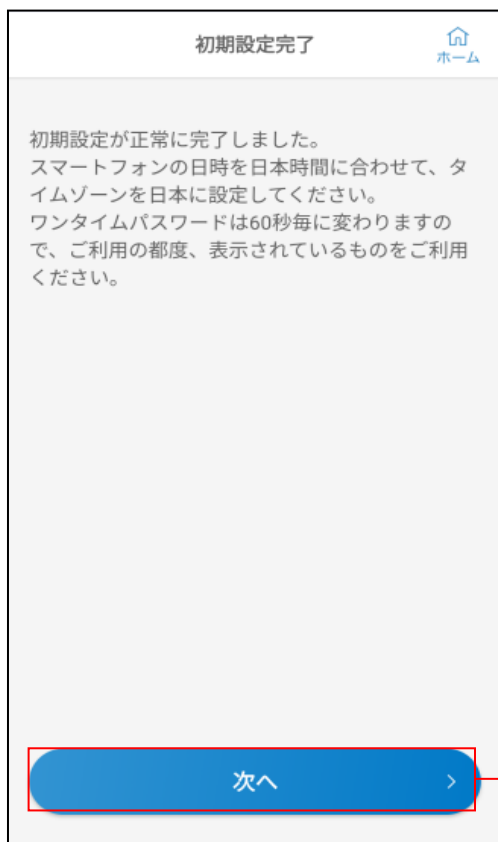 初期設定完了
ホーム
初期設定が正常に完了しました。
スマートフォンの日時を日本時間に合わせて、タ
イムゾーンを日本に設定してください。
ワンタイムパスワードは60秒毎に変わりますの
で、ご利用の都度、表示されているものをご利用
ください。
次へ